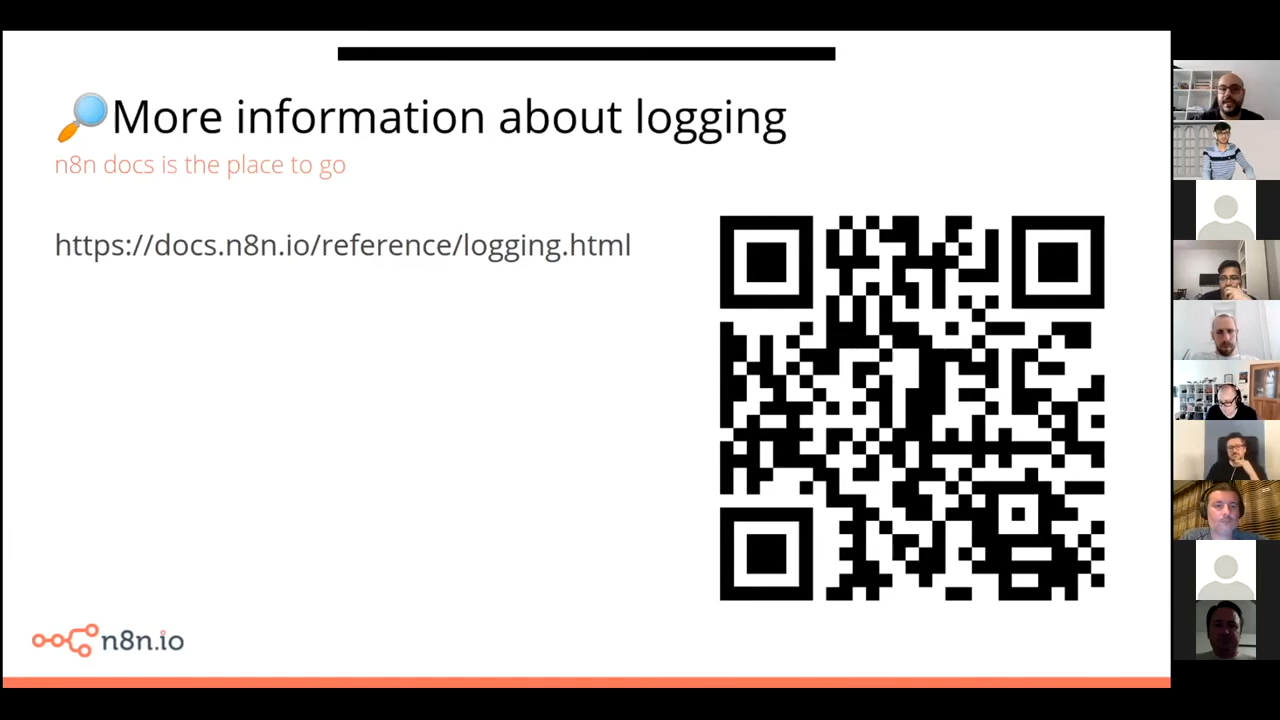 🔎More information about logging
n8n docs is the place to go
https://docs.n8n.io/reference/logging.html
n8n.io